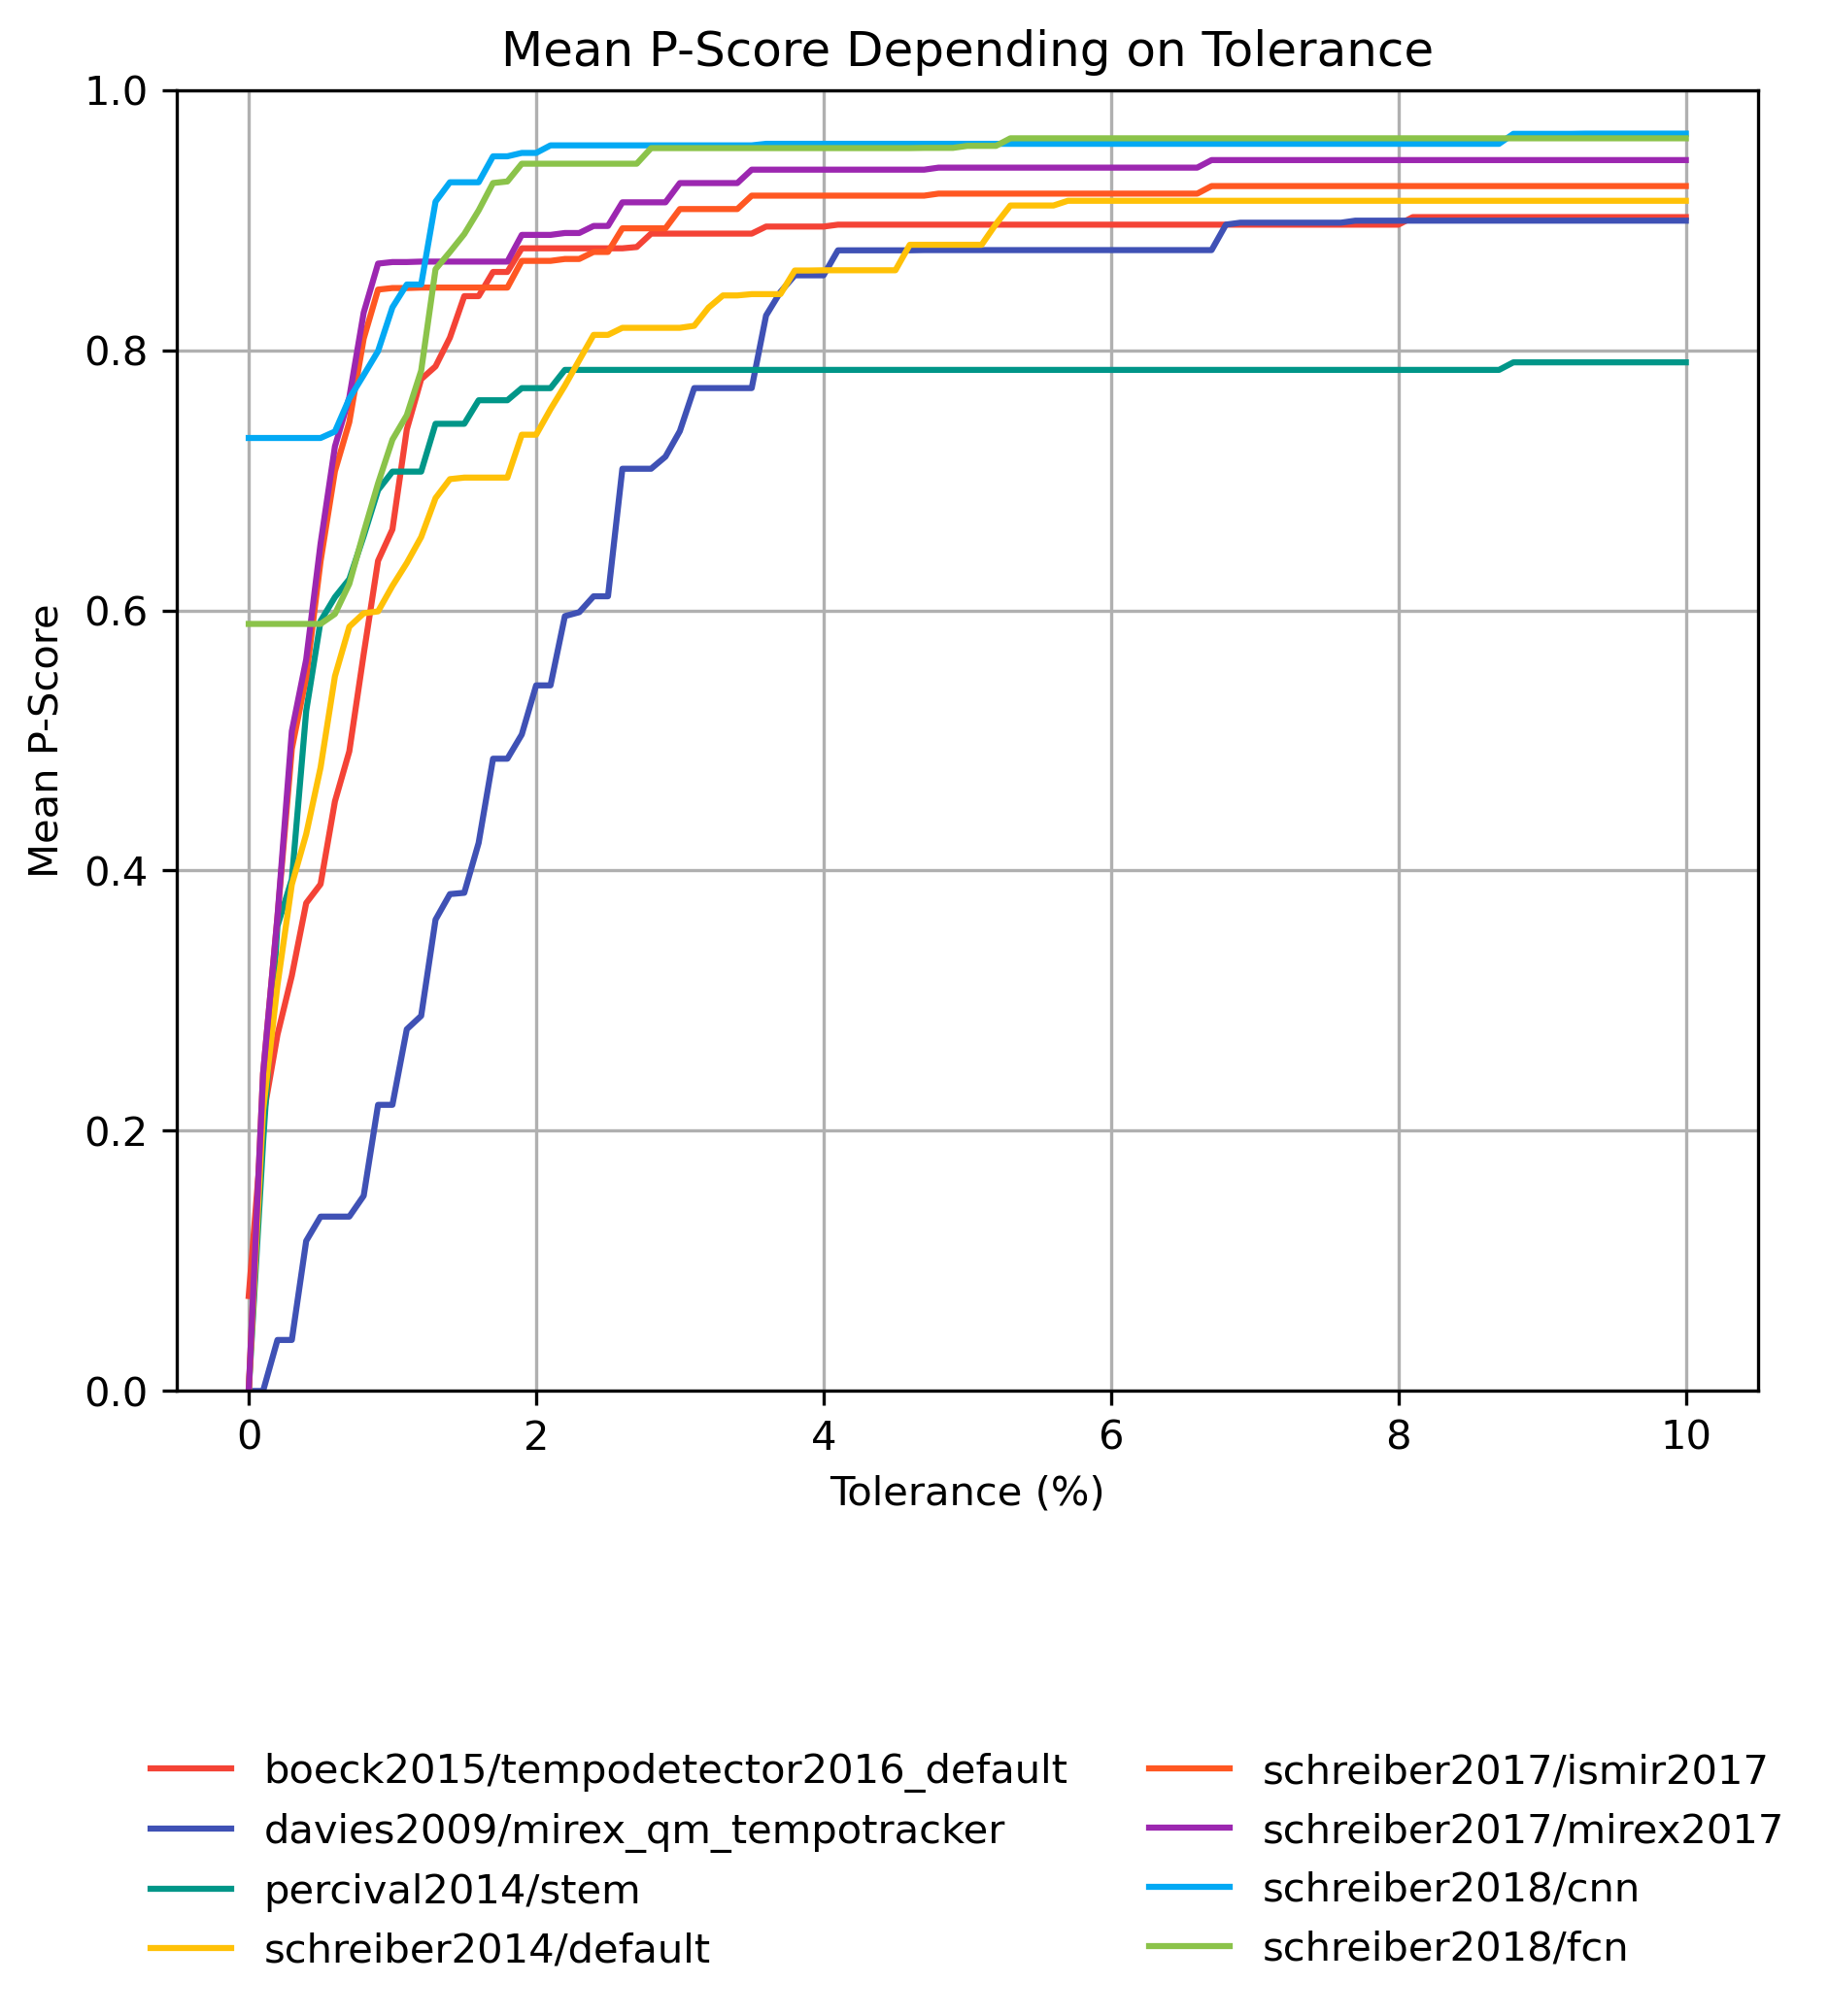 Mean P-Score Depending on Tolerance
1.0
0.8
0.6
0.4
0.2
0.0
Mean P-Score
0 2 4 6 8 10
Tolerance (%)
boeck2015/tempodetector2016_default
davies2009/mirex_qm_tempotracker
percival2014/stem
schreiber2014/default
schreiber2017/ismir2017
schreiber2017/mirex2017
schreiber2018/cnn
schreiber2018/fcn